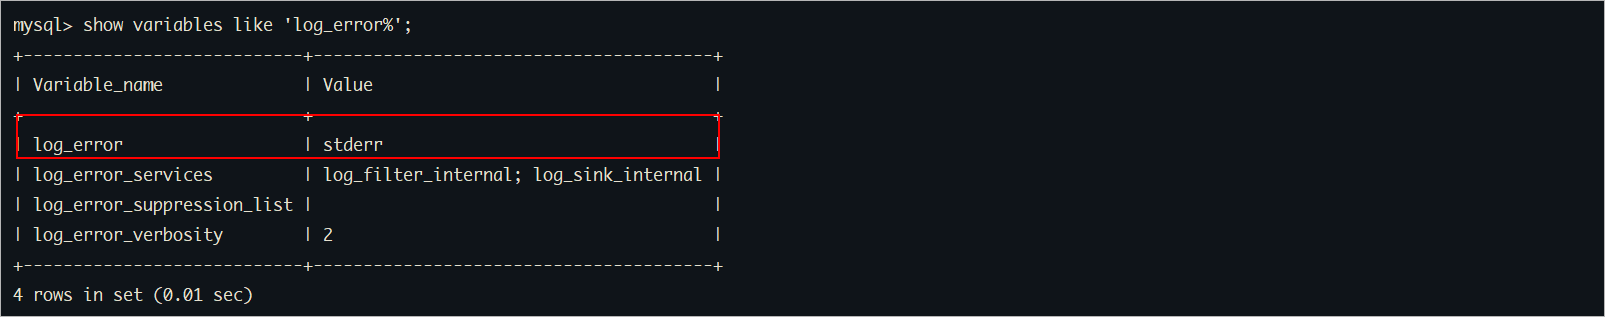 mysql> show variables like 'log_error%';
+----------------------------+----------------------------------------+
| Variable_name              | Value                                  |
+                            +                                        +
| log_error                  | stderr                                 |
| log_error_services         | log_filter_internal; log_sink_internal |
| log_error_suppression_list |                                        |
| log_error_verbosity        | 2                                      |
+----------------------------+----------------------------------------+
4 rows in set (0.01 sec)